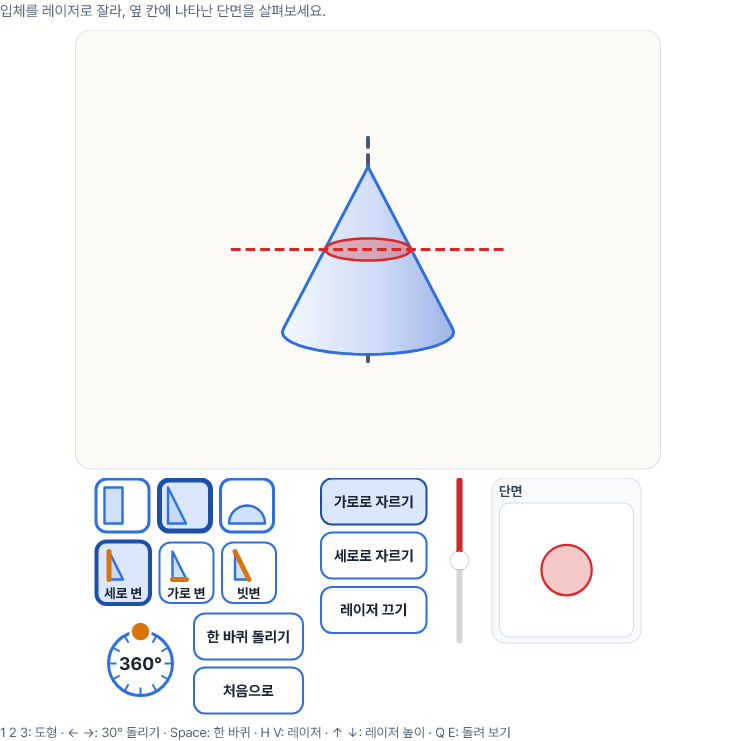 입체를 레이저로 잘라, 옆 칸에 나타난 단면을 살펴보세요.
가로로 자르기
단면
세로로 자르기
세로 변
가로 변
빗변
레이저 끄기
360°
한 바퀴 돌리기
처음으로
1 2 3: 도형 · ← →: 30° 돌리기 · Space: 한 바퀴 · H V: 레이저 · ↑ ↓: 레이저 높이 · Q E: 돌려 보기